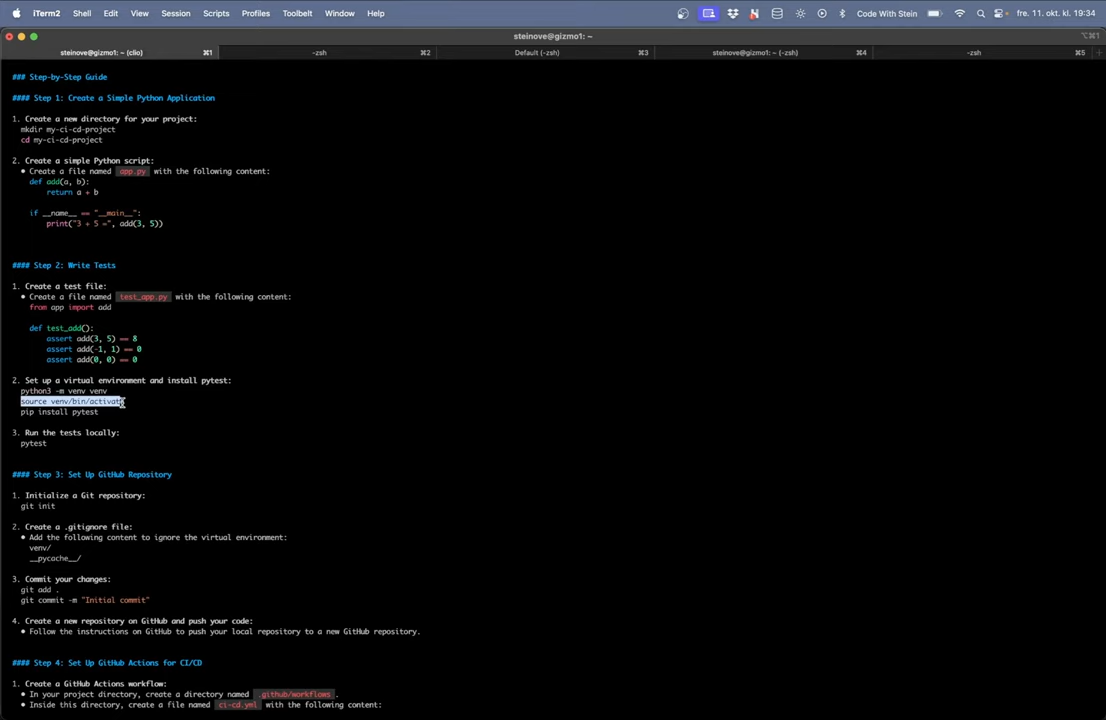 iTerm2 Shell Edit View Session Scripts Profiles Toolbelt Window Help Code With Stein fre. 11. okt. kl. 19:34
steinove@gizmo1: ~ ⌥⌘1
steinove@gizmo1: ~ (clio) ⌘1 -zsh ⌘2 Default (-zsh) ⌘3 steinove@gizmo1: ~ (-zsh) ⌘4 -zsh ⌘5
### Step-by-Step Guide
#### Step 1: Create a Simple Python Application
1. Create a new directory for your project:
mkdir my-ci-cd-project
cd my-ci-cd-project
2. Create a simple Python script:
• Create a file named app.py with the following content:
def add(a, b):
return a + b
if __name__ == "__main__":
print("3 + 5 =", add(3, 5))
#### Step 2: Write Tests
1. Create a test file:
• Create a file named test_app.py with the following content:
from app import add
def test_add():
assert add(3, 5) == 8
assert add(-1, 1) == 0
assert add(0, 0) == 0
2. Set up a virtual environment and install pytest:
python3 -m venv venv
source venv/bin/activate
pip install pytest
3. Run the tests locally:
pytest
#### Step 3: Set Up GitHub Repository
1. Initialize a Git repository:
git init
2. Create a .gitignore file:
• Add the following content to ignore the virtual environment:
venv/
__pycache__/
3. Commit your changes:
git add .
git commit -m "Initial commit"
4. Create a new repository on GitHub and push your code:
• Follow the instructions on GitHub to push your local repository to a new GitHub repository.
#### Step 4: Set Up GitHub Actions for CI/CD
1. Create a GitHub Actions workflow:
• In your project directory, create a directory named .github/workflows .
• Inside this directory, create a file named ci-cd.yml with the following content: